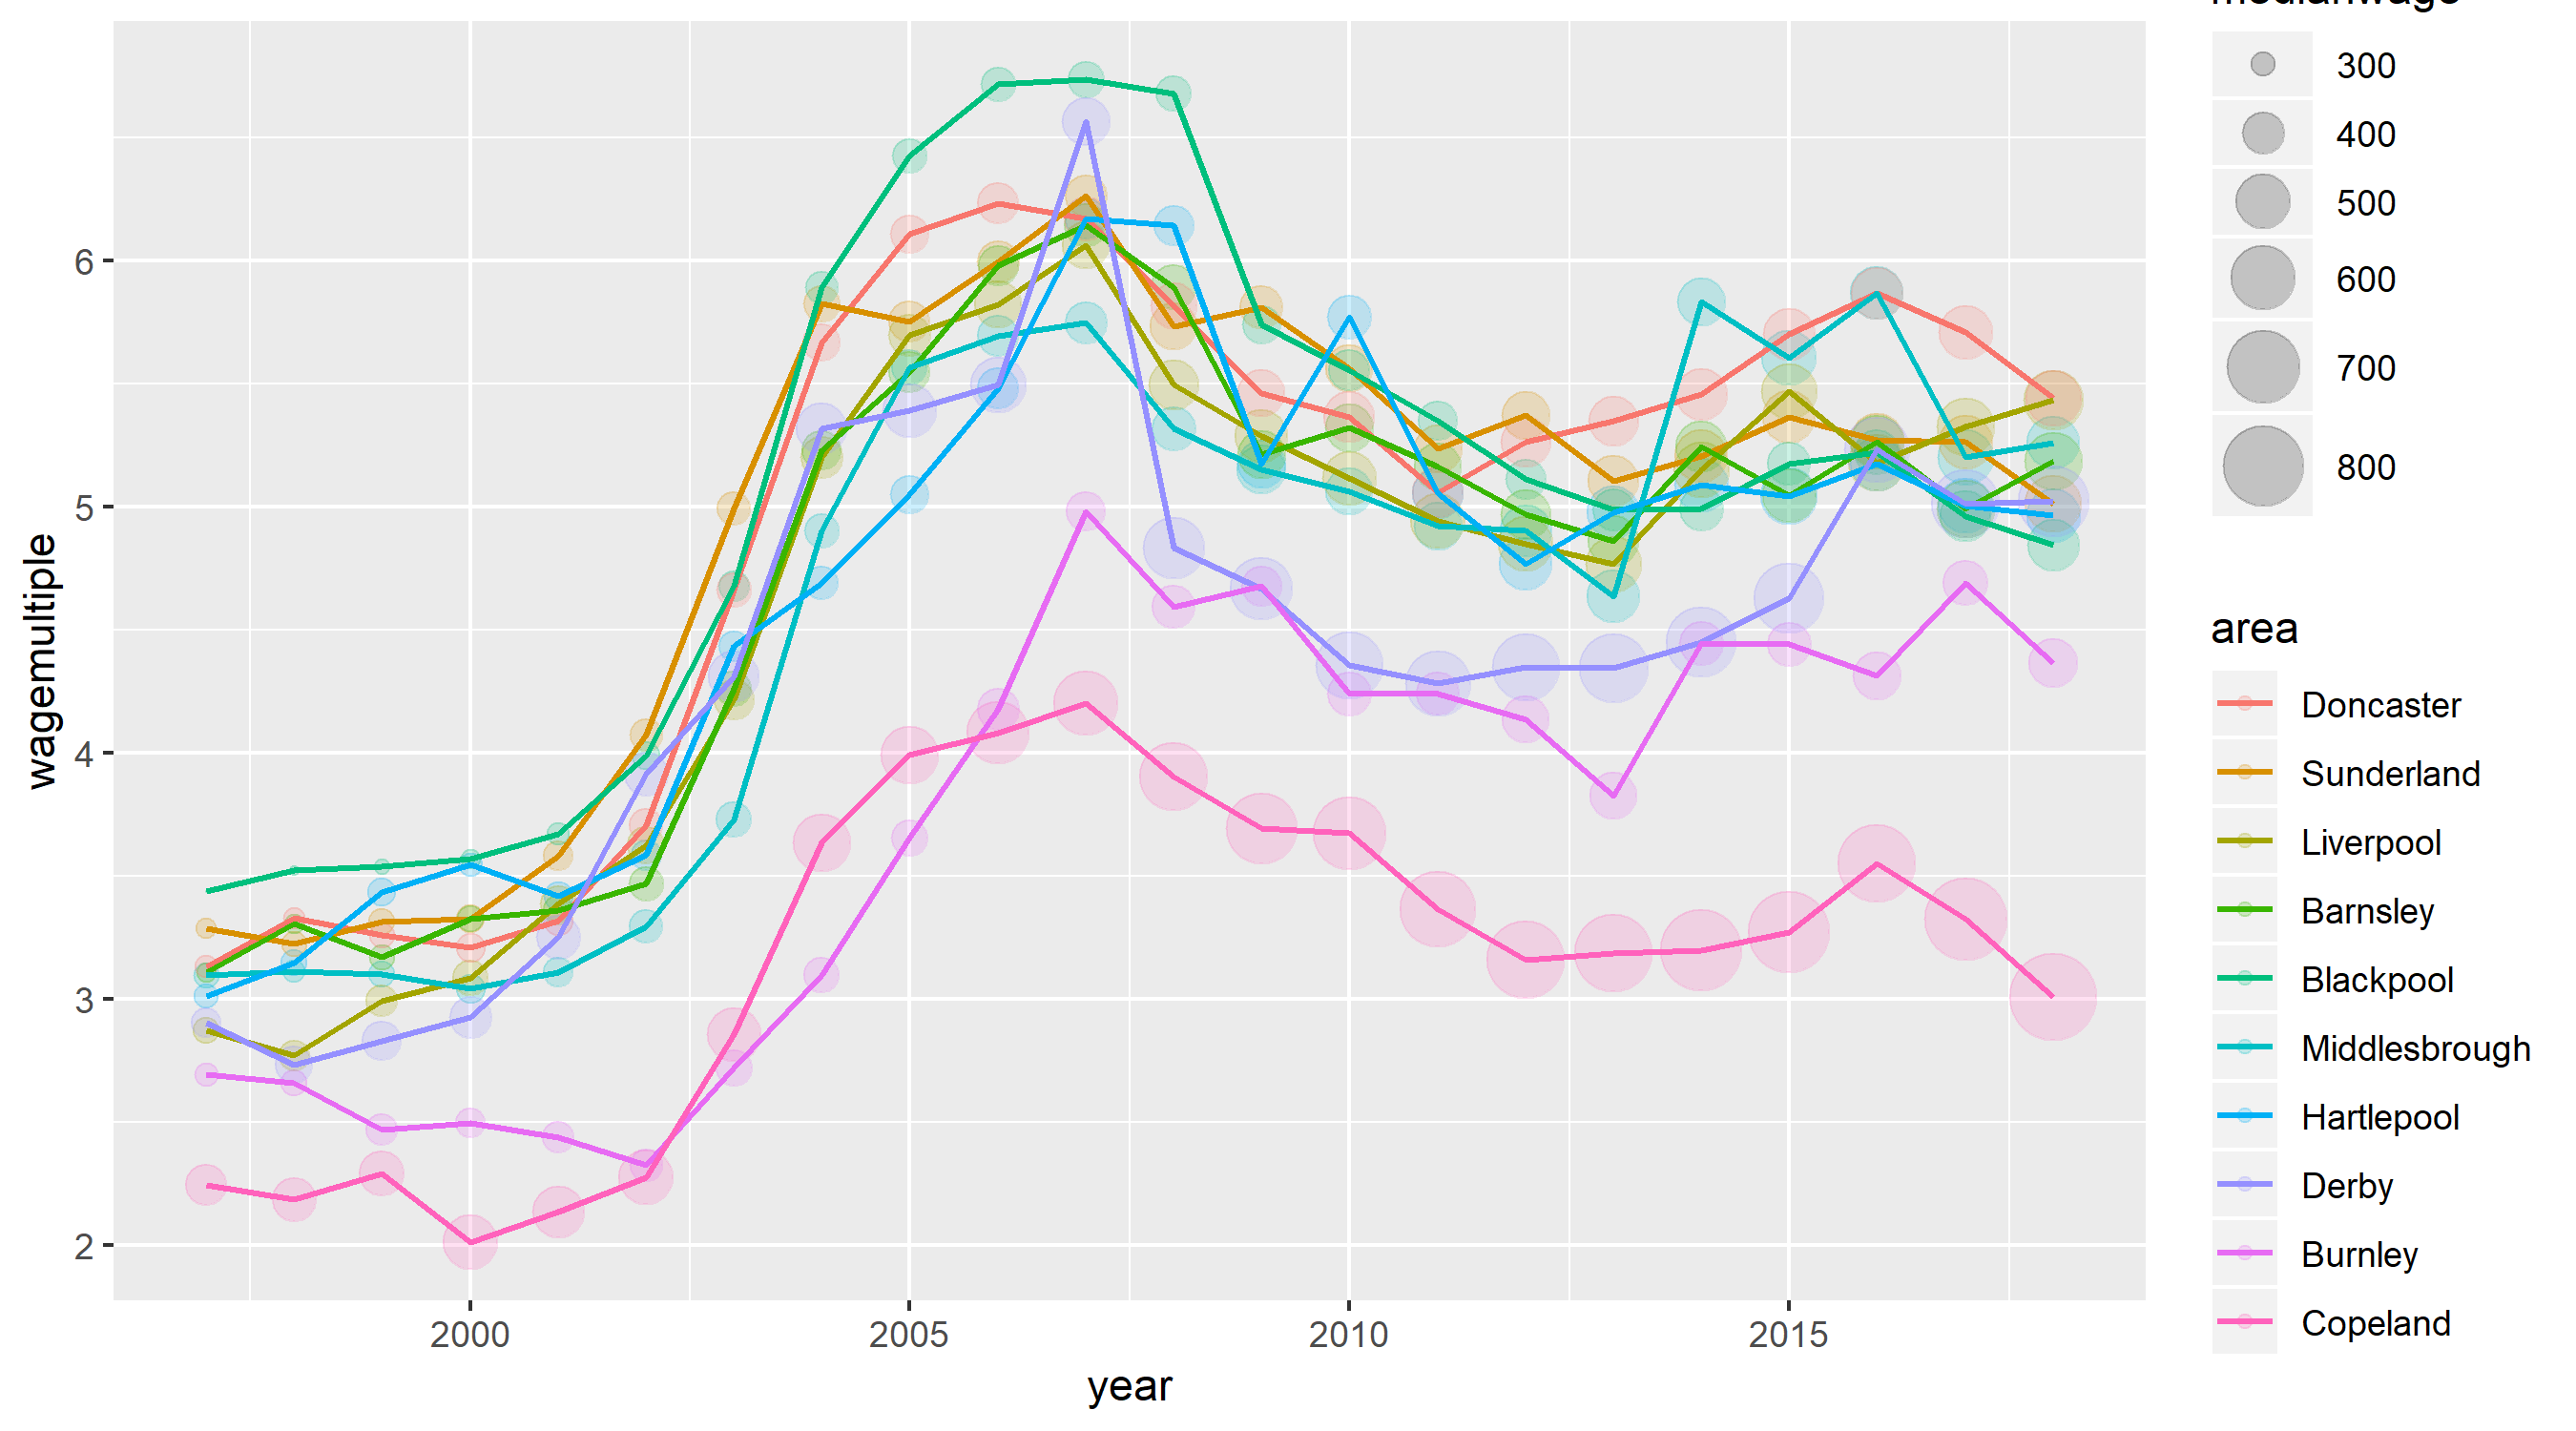 6
5
4
3
2
wagemultiple
2000
2005
2010
2015
year
300
400
500
600
700
800
area
Doncaster
Sunderland
Liverpool
Barnsley
Blackpool
Middlesbrough
Hartlepool
Derby
Burnley
Copeland